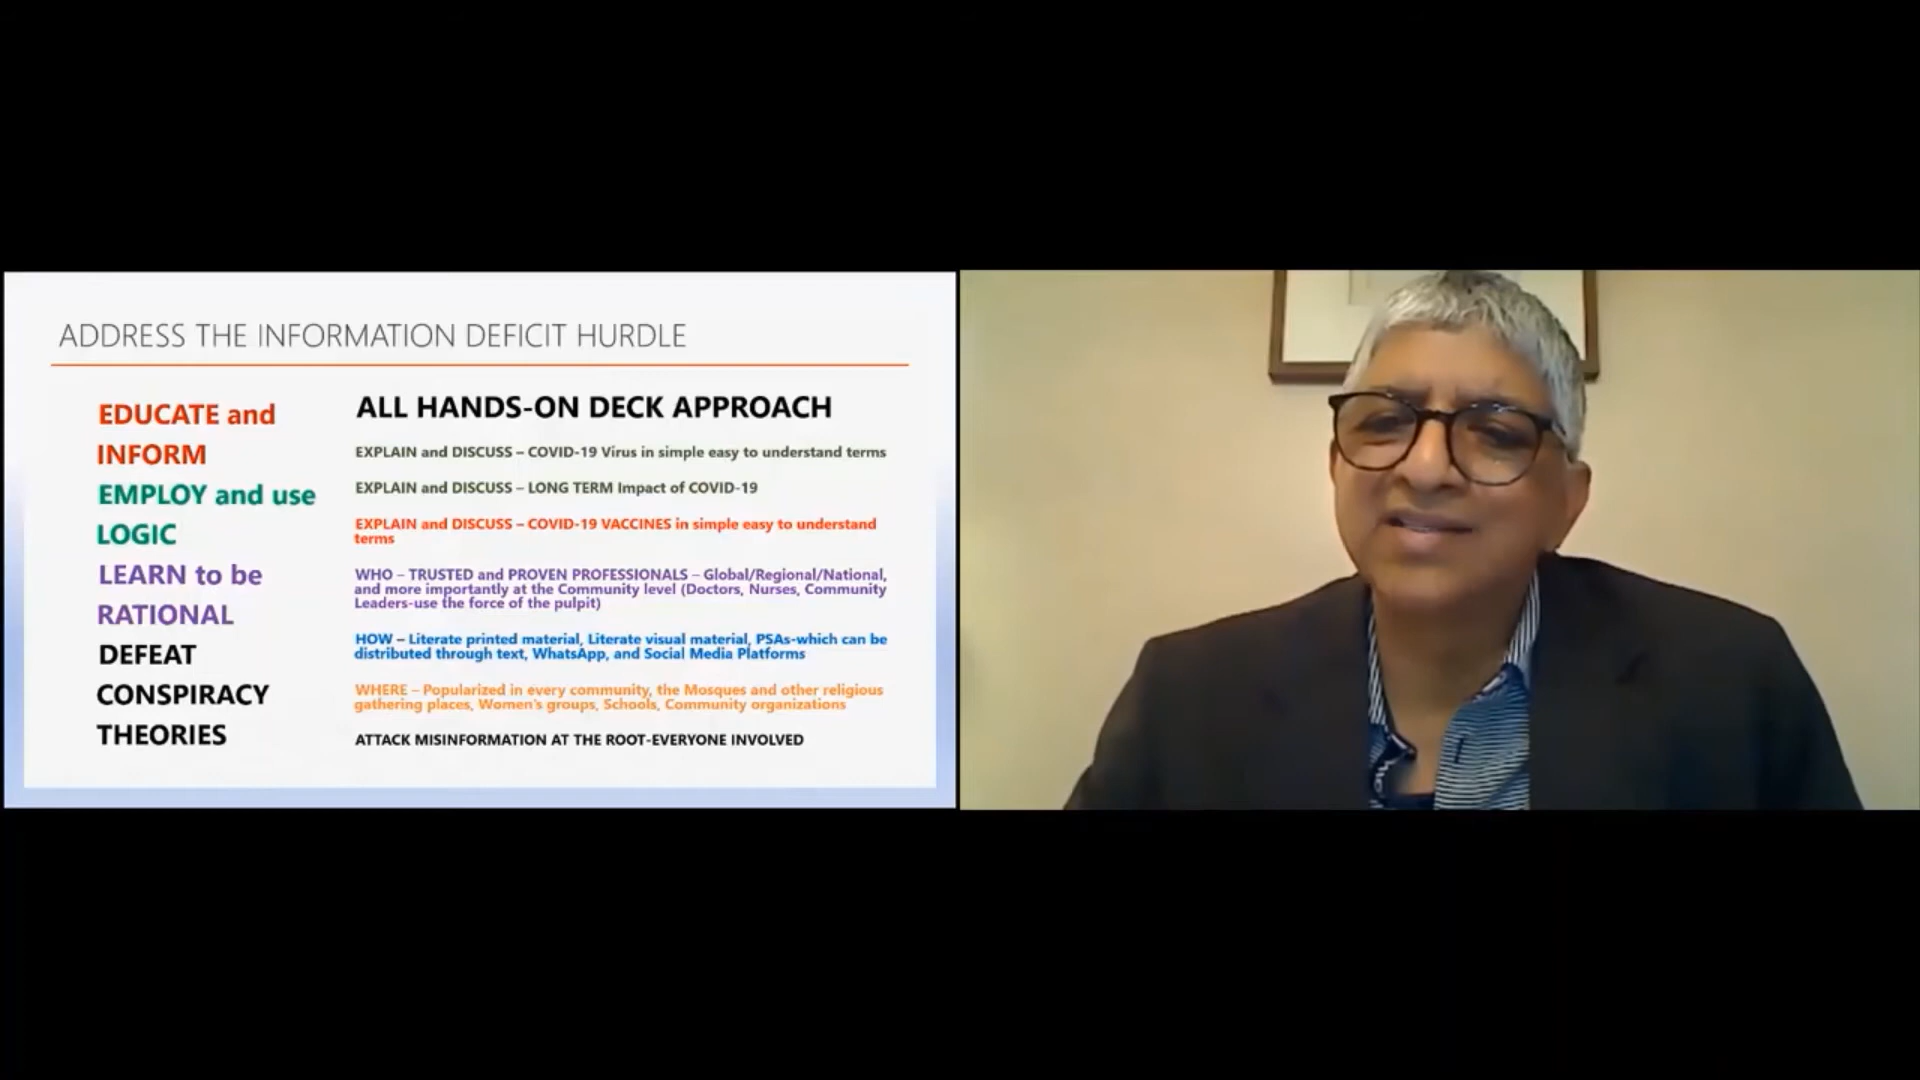 ADDRESS THE INFORMATION DEFICIT HURDLE
EDUCATE and
INFORM
EMPLOY and use
LOGIC
LEARN to be
RATIONAL
DEFEAT
CONSPIRACY
THEORIES
ALL HANDS-ON DECK APPROACH
EXPLAIN and DISCUSS – COVID-19 Virus in simple easy to understand terms
EXPLAIN and DISCUSS – LONG TERM Impact of COVID-19
EXPLAIN and DISCUSS – COVID-19 VACCINES in simple easy to understand
terms
WHO – TRUSTED and PROVEN PROFESSIONALS – Global/Regional/National,
and more importantly at the Community level (Doctors, Nurses, Community
Leaders-use the force of the pulpit)
HOW – Literate printed material, Literate visual material, PSAs-which can be
distributed through text, WhatsApp, and Social Media Platforms
WHERE – Popularized in every community, the Mosques and other religious
gathering places, Women's groups, Schools, Community organizations
ATTACK MISINFORMATION AT THE ROOT-EVERYONE INVOLVED